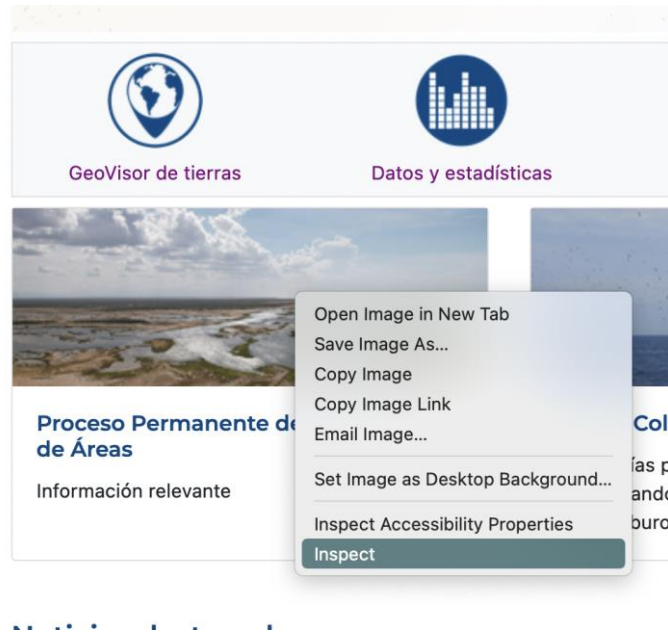 GeoVisor de tierras
Datos y estadísticas
Open Image in New Tab
Save Image As...
Copy Image
Copy Image Link
Email Image...
Set Image as Desktop Background...
Inspect Accessibility Properties
Inspect
Proceso Permanente de
de Áreas
Información relevante
Col